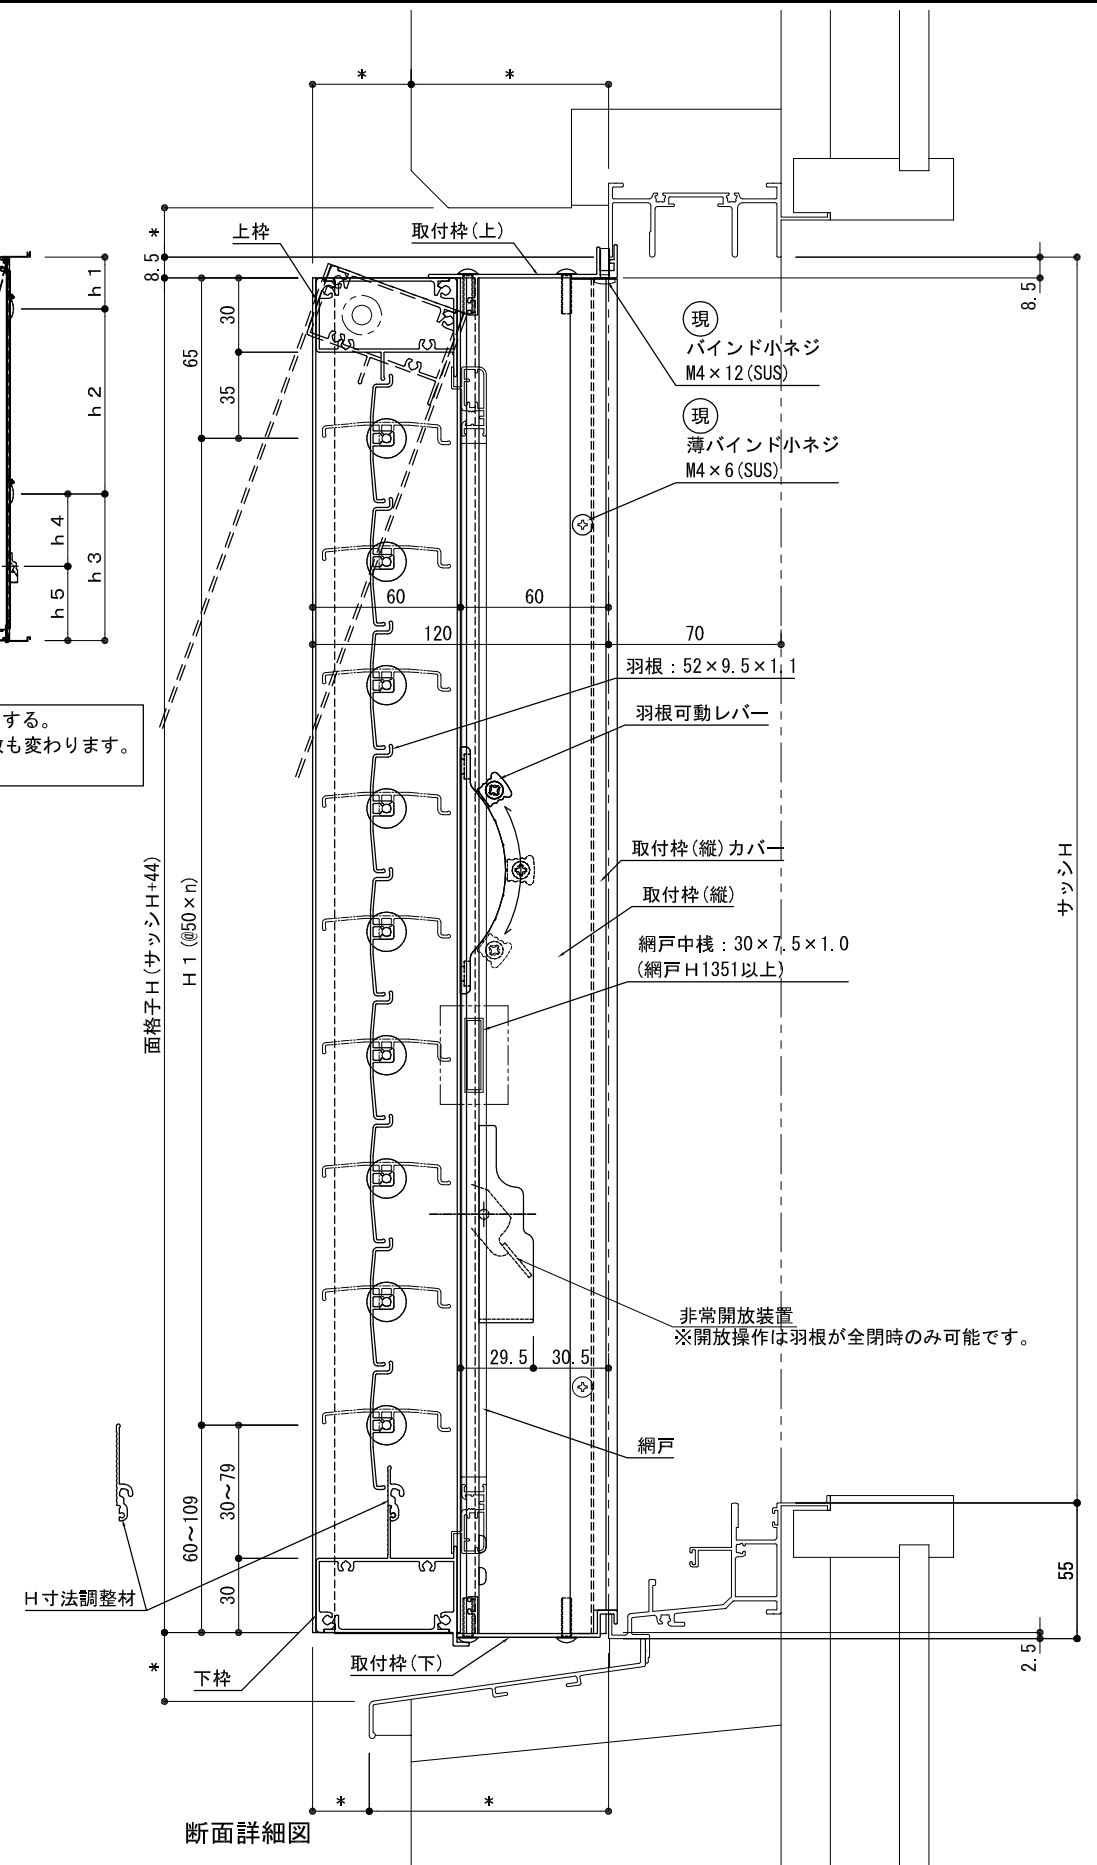 *
*
*
8.5
上枠
取付枠(上)
h 1
h 2
h 3
h 4
h 5
30
65
35
8.5
現
バインド小ネジ
M4×12(SUS)
現
薄バインド小ネジ
M4×6(SUS)
60
60
120
70
羽根：52×9.5×1.1
羽根可動レバー
する。
数も変わります。
面格子H(サッシH+44)
H 1 (@50×n)
サッシH
取付枠(縦)カバー
取付枠(縦)
網戸中桟：30×7.5×1.0
(網戸H1351以上)
非常開放装置
※開放操作は羽根が全閉時のみ可能です。
29.5
30.5
網戸
60～109
30～79
30
H寸法調整材
55
2.5
*
下枠
取付枠(下)
*
*
断面詳細図